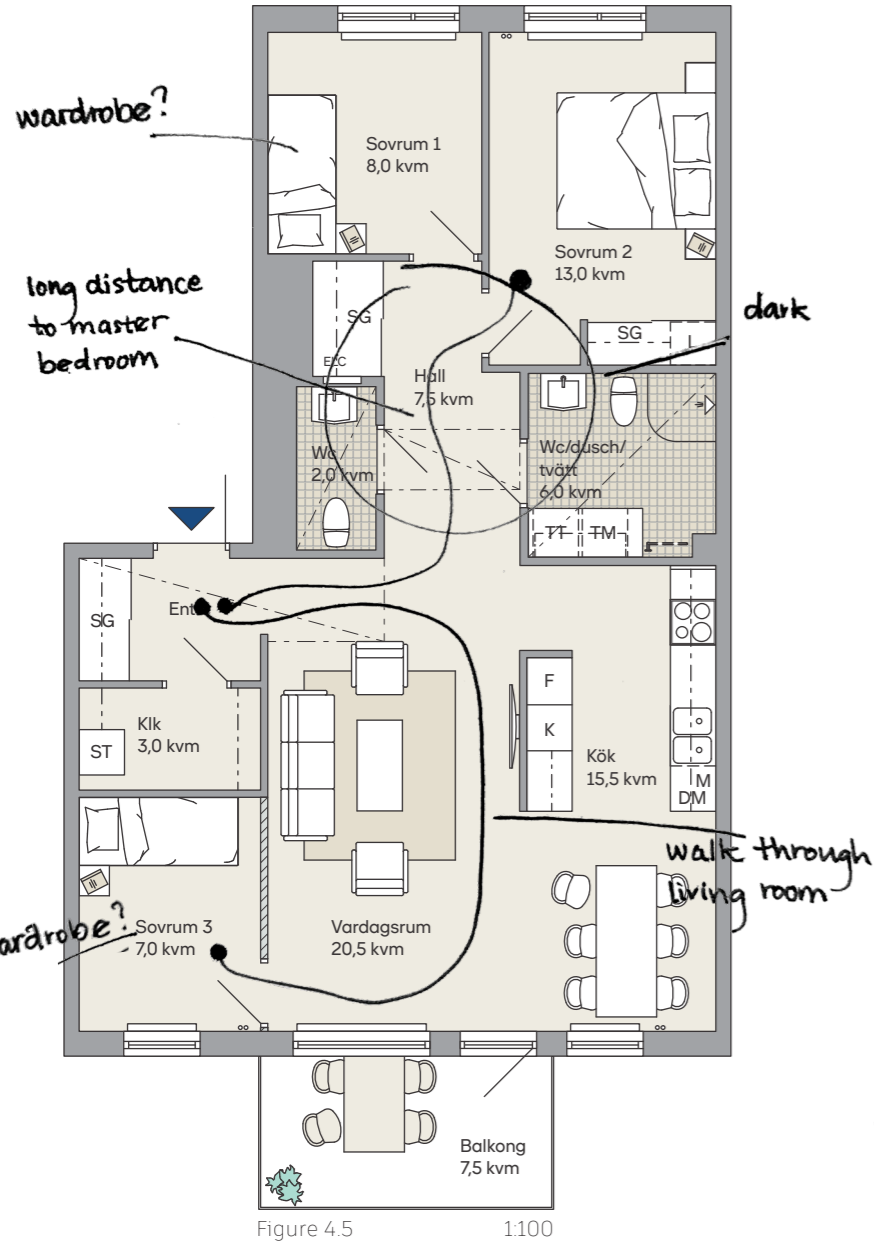 wardrobe?
Sovrum 1
8,0 kvm
Sovrum 2
13,0 kvm
long distance
to master
bedroom
dark
SG
ELC
SG
L
Hall
7,5 kvm
Wc
2,0 kvm
Wc/dusch/
tvätt
6,0 kvm
TT
TM
SG
Ent
Klk
3,0 kvm
ST
F
K
Kök
15,5 kvm
M
DM
walk through
living room
ardrobe?
Sovrum 3
7,0 kvm
Vardagsrum
20,5 kvm
Balkong
7,5 kvm
Figure 4.5
1:100